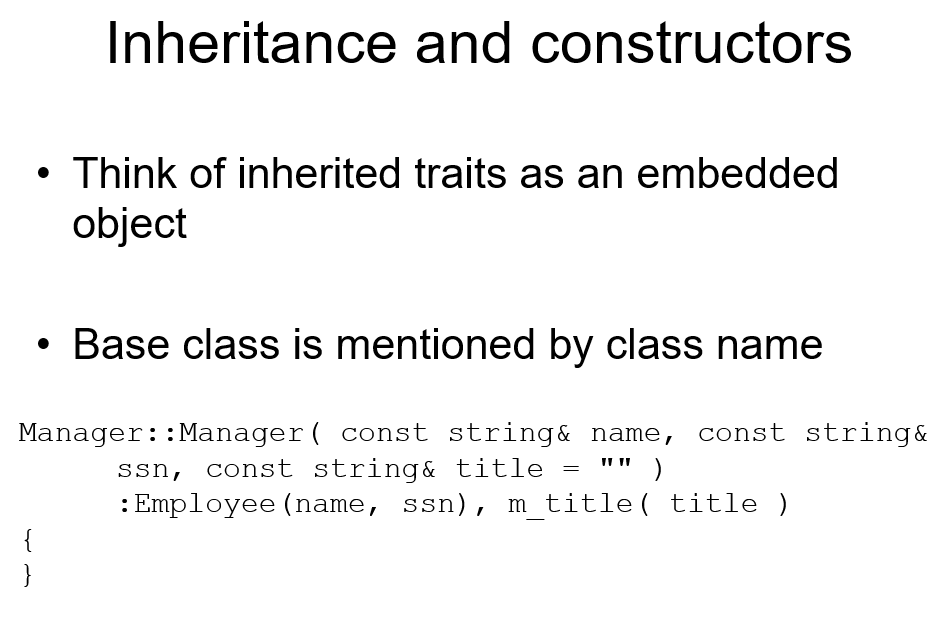 Inheritance and constructors
• Think of inherited traits as an embedded
object
• Base class is mentioned by class name
Manager::Manager( const string& name, const string&
ssn, const string& title = "" )
:Employee(name, ssn), m_title( title )
{
}